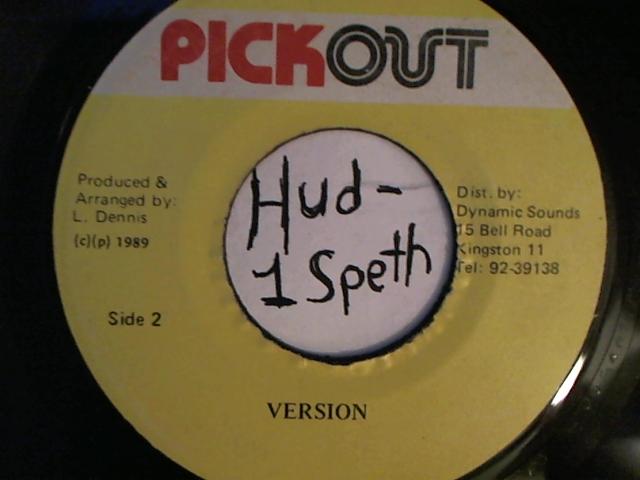 PICKOUT
Produced &
Arranged by:
L. Dennis
(c)(p) 1989
Side 2
Hud-
1 Speth
Dist. by:
Dynamic Sounds
15 Bell Road
Kingston 11
Tel: 92-39138
VERSION